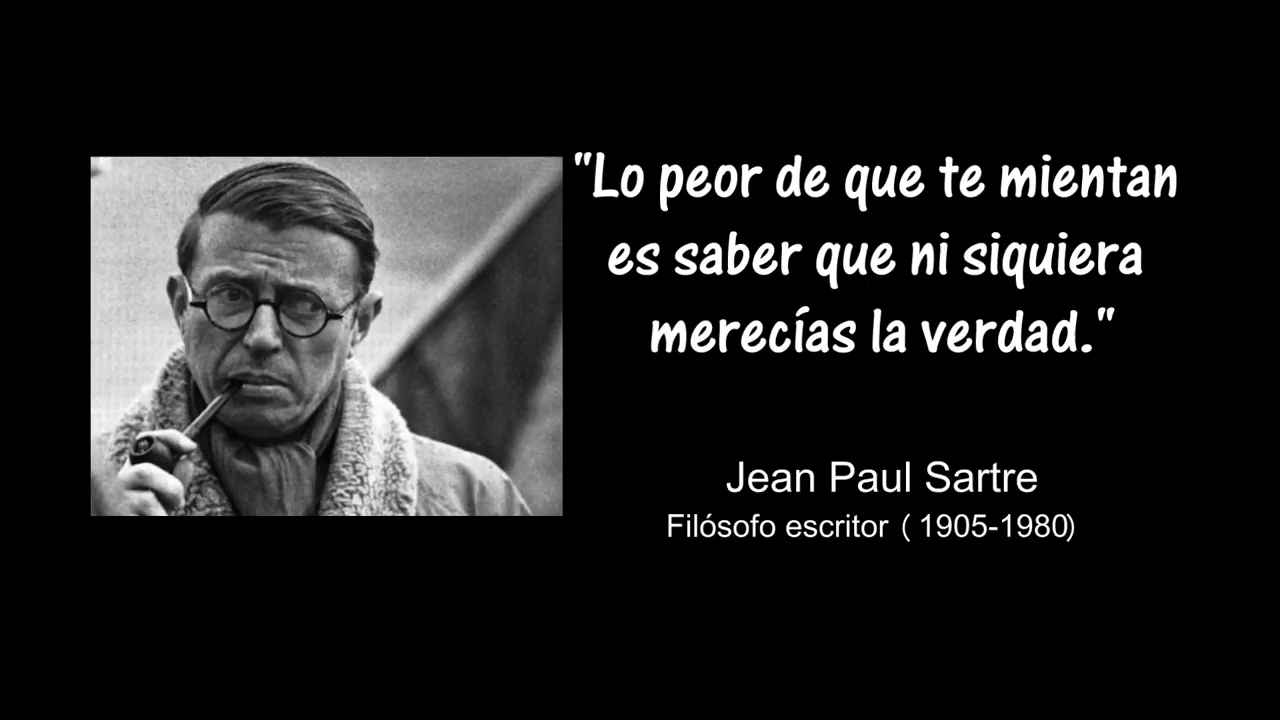 "Lo peor de que te mientan
es saber que ni siquiera
merecías la verdad."
Jean Paul Sartre
Filósofo escritor ( 1905-1980)